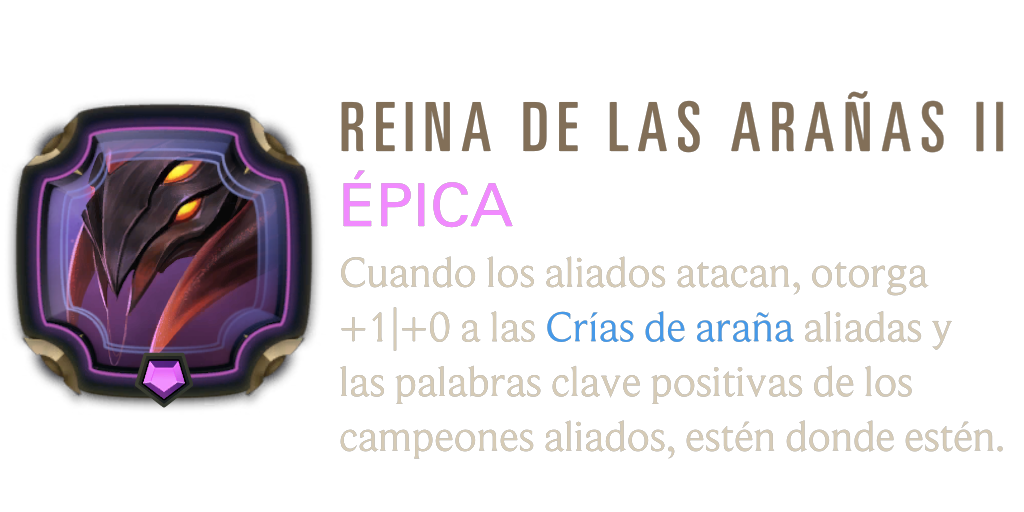 REINA DE LAS ARAÑAS II
ÉPICA
Cuando los aliados atacan, otorga
+1|+0 a las Crías de araña aliadas y
las palabras clave positivas de los
campeones aliados, estén donde estén.